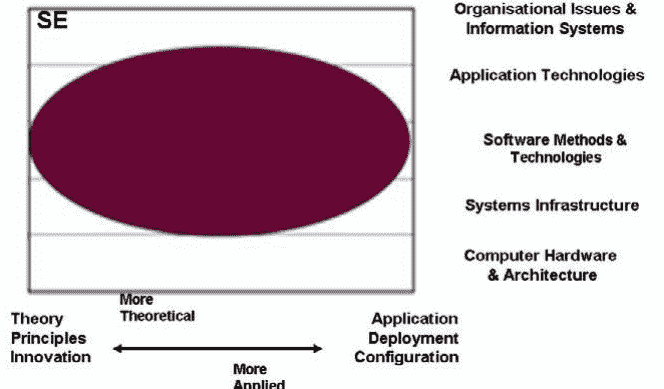 SE
Organisational Issues &
Information Systems
Application Technologies
Software Methods &
Technologies
Systems Infrastructure
Computer Hardware
& Architecture
More
Theoretical
Theory
Principles
Innovation
Application
Deployment
Configuration
More
Applied